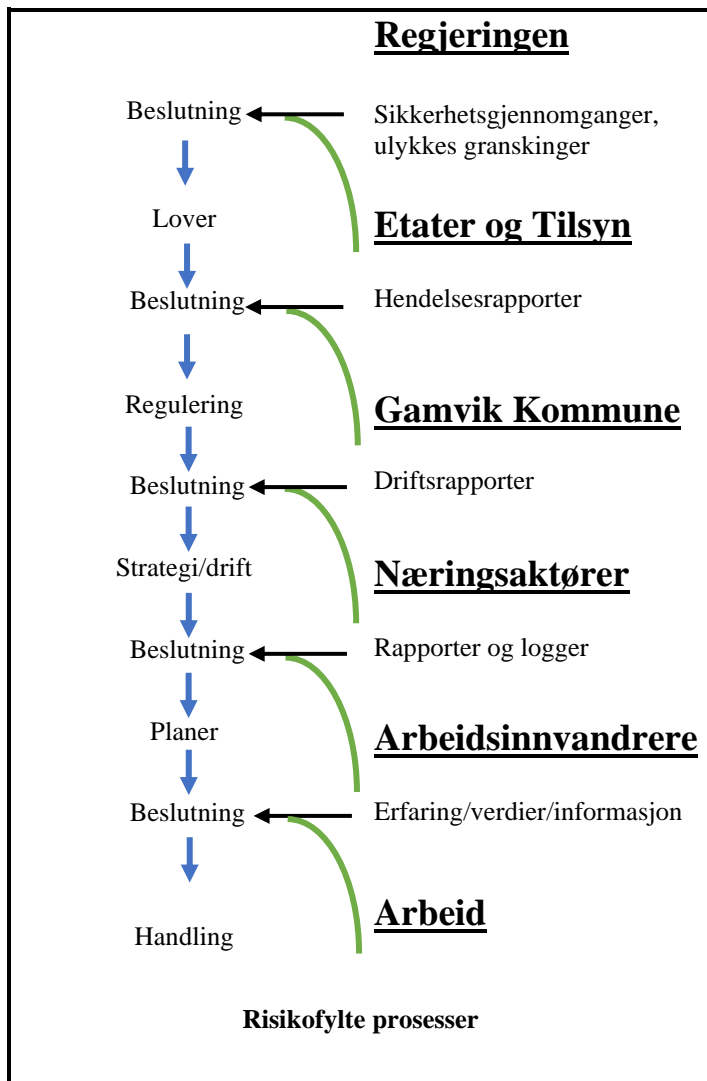 Regjeringen
Beslutning
Sikkerhetsgjennomganger,
ulykkes granskinger
Lover
Etater og Tilsyn
Beslutning
Hendelsesrapporter
Regulering
Gamvik Kommune
Beslutning
Driftsrapporter
Strategi/drift
Næringsaktører
Beslutning
Rapporter og logger
Planer
Arbeidsinnvandrere
Beslutning
Erfaring/verdier/informasjon
Arbeid
Handling
Risikofylte prosesser